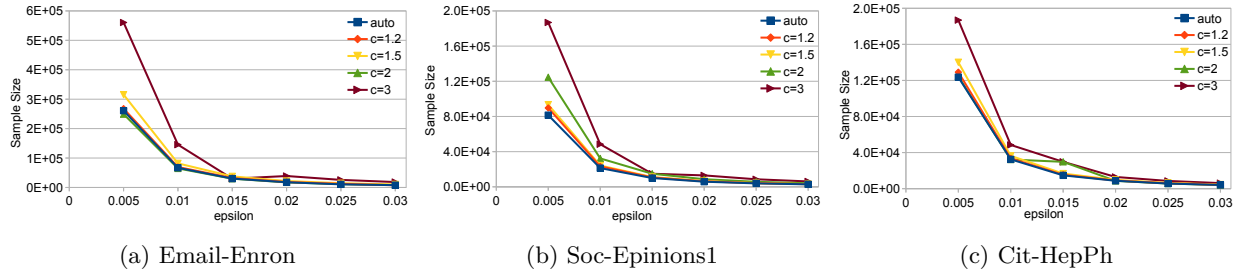 6E+05
5E+05
4E+05
3E+05
2E+05
1E+05
0E+00
Sample Size
0 0.005 0.01 0.015 0.02 0.025 0.03
epsilon
auto
c=1.2
c=1.5
c=2
c=3
(a) Email-Enron
2.0E+05
1.6E+05
1.2E+05
8.0E+04
4.0E+04
0.0E+00
Sample Size
0 0.005 0.01 0.015 0.02 0.025 0.03
epsilon
auto
c=1.2
c=1.5
c=2
c=3
(b) Soc-Epinions1
2.0E+05
1.6E+05
1.2E+05
8.0E+04
4.0E+04
0.0E+00
Sample Size
0 0.005 0.01 0.015 0.02 0.025 0.03
epsilon
auto
c=1.2
c=1.5
c=2
c=3
(c) Cit-HepPh